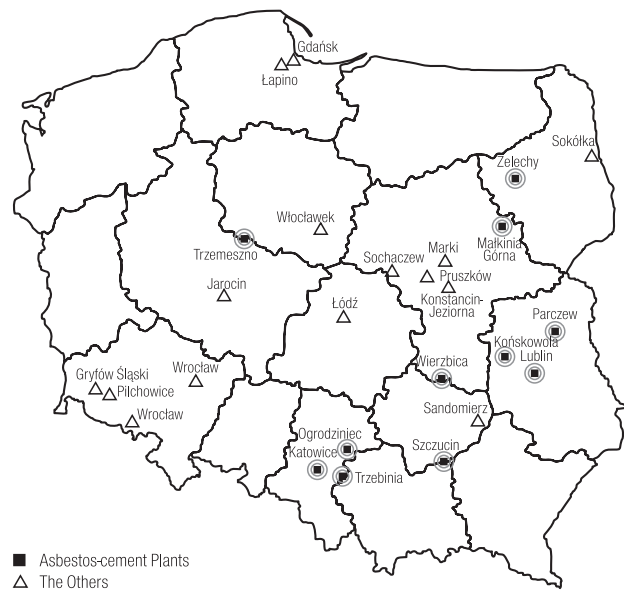 Gdańsk
Łapino
Sokółka
Zelechy
Włocławek
Małkinia
Górna
Trzemeszno
Marki
Sochaczew
Pruszków
Jarocin
Konstancin-
Jeziorna
Łódź
Parczew
Końskowola
Lublin
Wierzbica
Wrocław
Gryfów Śląski
Pilchowice
Wrocław
Sandomierz
Ogrodziniec
Szczucin
Katowice
Trzebinia
Asbestos-cement Plants
The Others